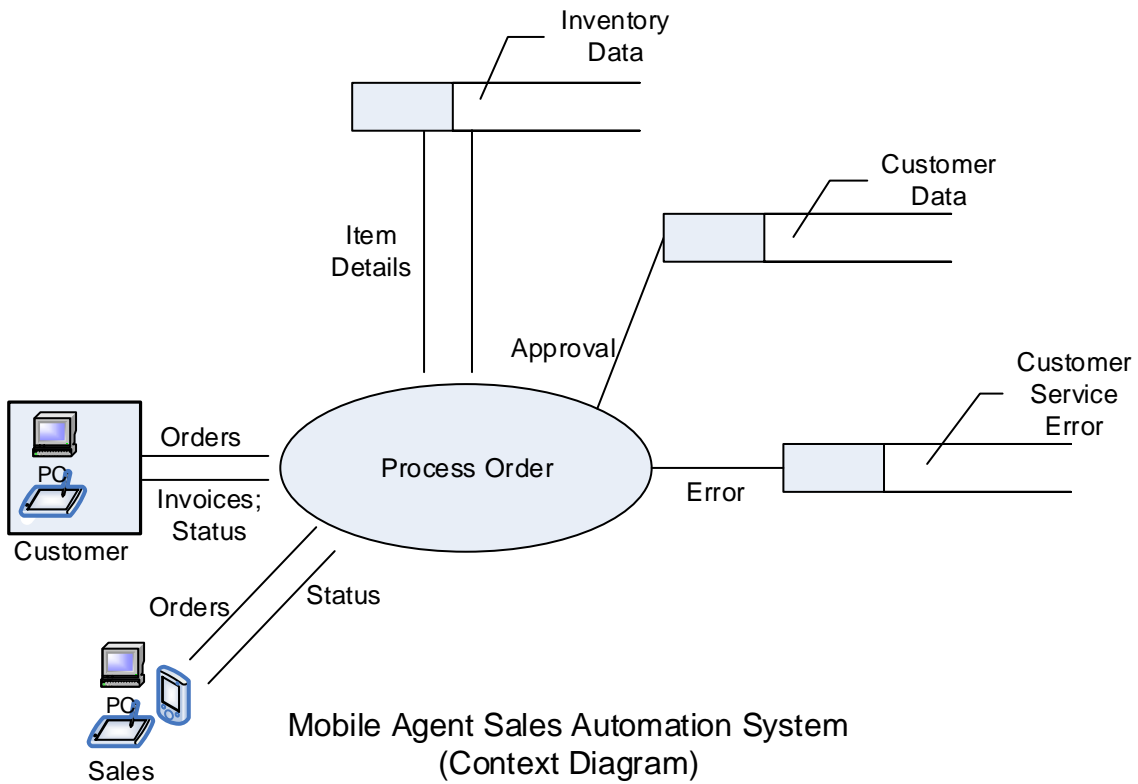 Inventory
Data
Customer
Data
Item
Details
Approval
Customer
Service
Error
Orders
PC
Process Order
Error
Invoices;
Status
Customer
Orders
Status
PC
Mobile Agent Sales Automation System
(Context Diagram)
Sales